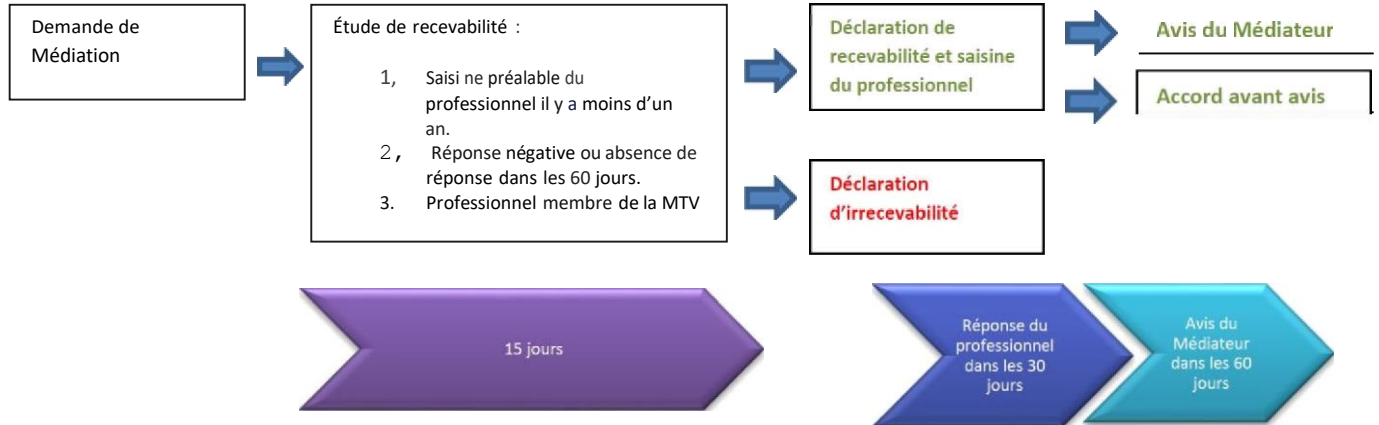 Demande de
Médiation
Étude de recevabilité :
1, Saisi ne préalable du
professionnel il y a moins d’un
an.
2, Réponse négative ou absence de
réponse dans les 60 jours.
3. Professionnel membre de la MTV
Déclaration de
recevabilité et saisine
du professionnel
Avis du Médiateur
Accord avant avis
Déclaration
d’irrecevabilité
15 jours
Réponse du
professionnel
dans les 30
jours
Avis du
Médiateur
dans les 60
jours